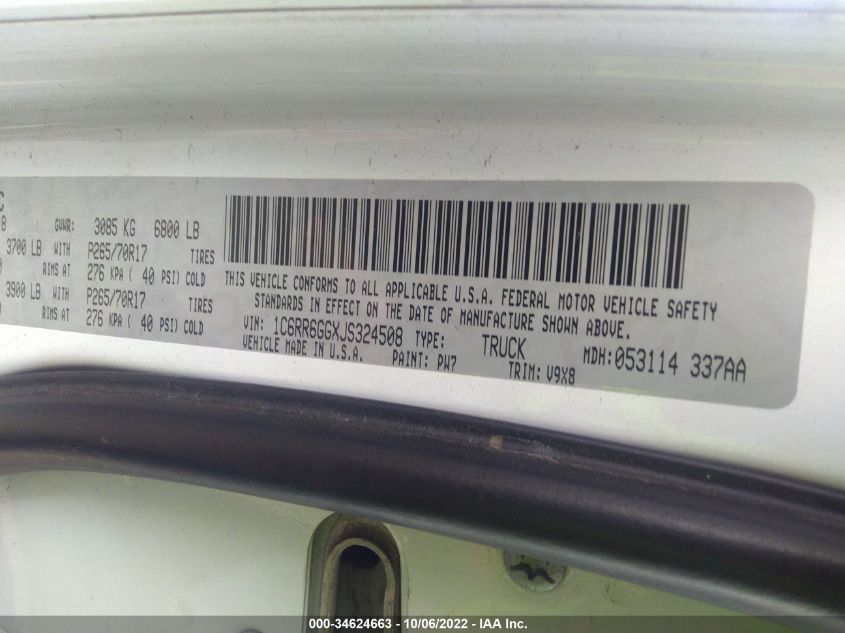 C
8 GVWR: 3085 KG 6800 LB
3700 LB WITH P265/70R17 TIRES
RIMS AT 276 KPA ( 40 PSI) COLD
3900 LB WITH P265/70R17 TIRES
RIMS AT 276 KPA ( 40 PSI) COLD
THIS VEHICLE CONFORMS TO ALL APPLICABLE U.S.A. FEDERAL MOTOR VEHICLE SAFETY
STANDARDS IN EFFECT ON THE DATE OF MANUFACTURE SHOWN ABOVE.
VIN: 1C6RR6GGXJS324508 TYPE: TRUCK MDH:053114 337AA
VEHICLE MADE IN U.S.A. PAINT: PW7 TRIM: V9X8
000-34624663 - 10/06/2022 - IAA Inc.